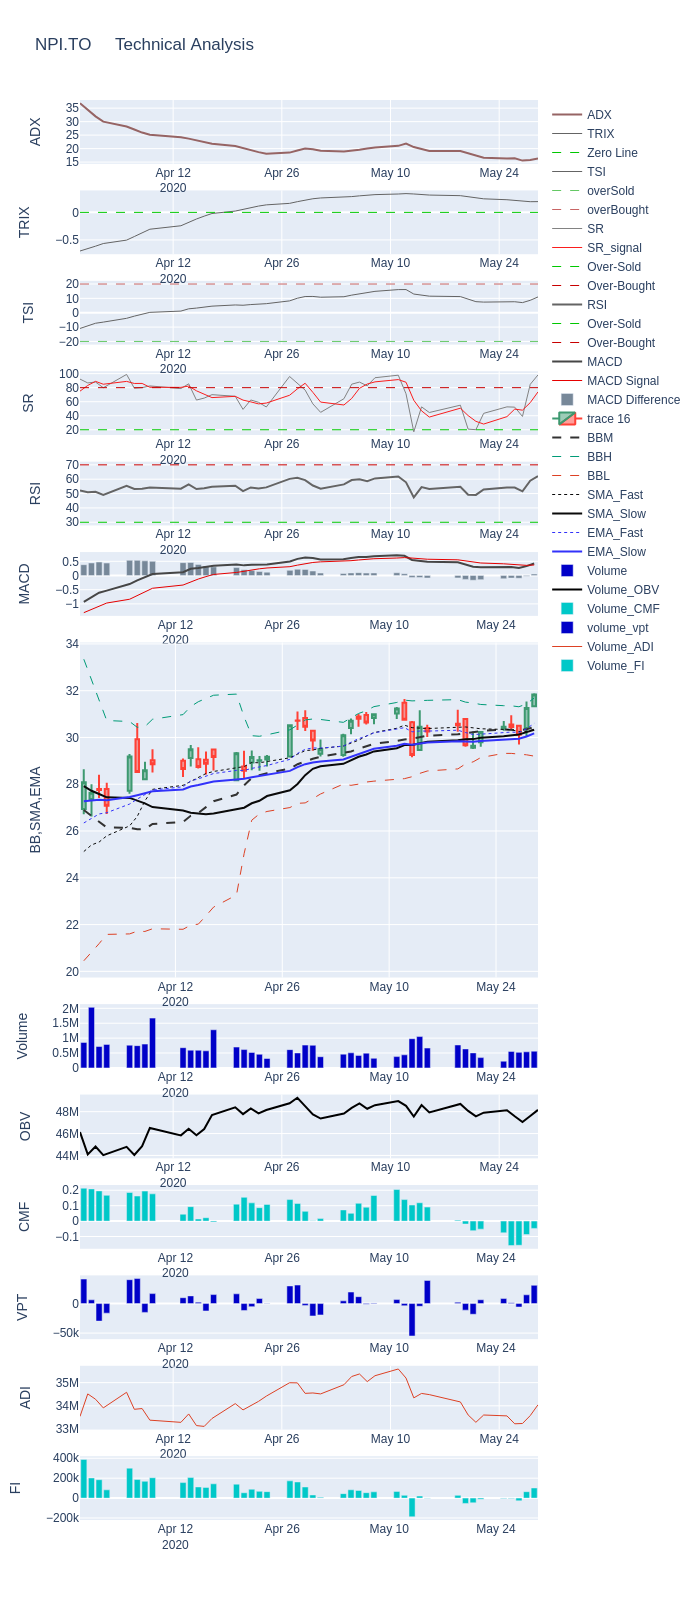 NPI.TO Technical Analysis
ADX
35
30
25
20
15
Apr 12
2020
Apr 26
May 10
May 24
TRIX
0
−0.5
Apr 12
2020
Apr 26
May 10
May 24
TSI
20
10
0
−10
−20
Apr 12
2020
Apr 26
May 10
May 24
SR
100
80
60
40
20
Apr 12
2020
Apr 26
May 10
May 24
RSI
70
60
50
40
30
Apr 12
2020
Apr 26
May 10
May 24
MACD
0.5
0
−0.5
−1
Apr 12
2020
Apr 26
May 10
May 24
BB,SMA,EMA
34
32
30
28
26
24
22
20
Apr 12
2020
Apr 26
May 10
May 24
Volume
2M
1.5M
1M
0.5M
0
Apr 12
2020
Apr 26
May 10
May 24
OBV
48M
46M
44M
Apr 12
2020
Apr 26
May 10
May 24
CMF
0.2
0.1
0
−0.1
Apr 12
2020
Apr 26
May 10
May 24
VPT
0
−50k
Apr 12
2020
Apr 26
May 10
May 24
ADI
35M
34M
33M
Apr 12
2020
Apr 26
May 10
May 24
FI
400k
200k
0
−200k
Apr 12
2020
Apr 26
May 10
May 24
ADX
TRIX
Zero Line
TSI
overSold
overBought
SR
SR_signal
Over-Sold
Over-Bought
RSI
Over-Sold
Over-Bought
MACD
MACD Signal
MACD Difference
trace 16
BBM
BBH
BBL
SMA_Fast
SMA_Slow
EMA_Fast
EMA_Slow
Volume
Volume_OBV
Volume_CMF
volume_vpt
Volume_ADI
Volume_FI